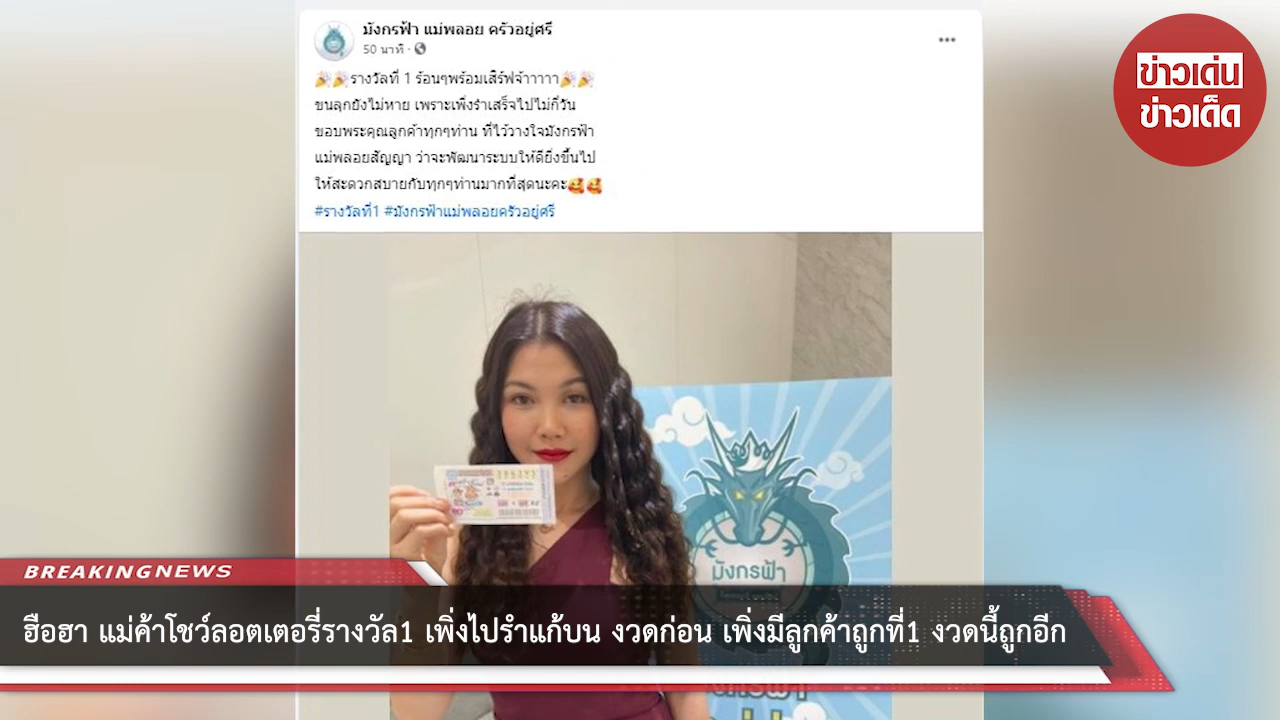 มังกรฟ้า แม่พลอย ครัวอยู่ศรี
50 นาที ·
🎉🎉รางวัลที่ 1 ร้อนๆพร้อมเสิร์ฟจ้าาาาา🎉🎉
ขนลุกยังไม่หาย เพราะเพิ่งรำเสร็จไปไม่กี่วัน
ขอบพระคุณลูกค้าทุกๆท่าน ที่ไว้วางใจมังกรฟ้า
แม่พลอยสัญญา ว่าจะพัฒนาระบบให้ดียิ่งขึ้นไป
ให้สะดวกสบายกับทุกๆท่านมากที่สุดนะคะ🥰🥰
#รางวัลที่1 #มังกรฟ้าแม่พลอยครัวอยู่ศรี
ข่าวเด่น
ข่าวเด็ด
มังกรฟ้า
BREAKING NEWS
ฮือฮา แม่ค้าโชว์ลอตเตอรี่รางวัล1 เพิ่งไปรำแก้บน งวดก่อน เพิ่งมีลูกค้าถูกที่1 งวดนี้ถูกอีก
มังกรฟ้า